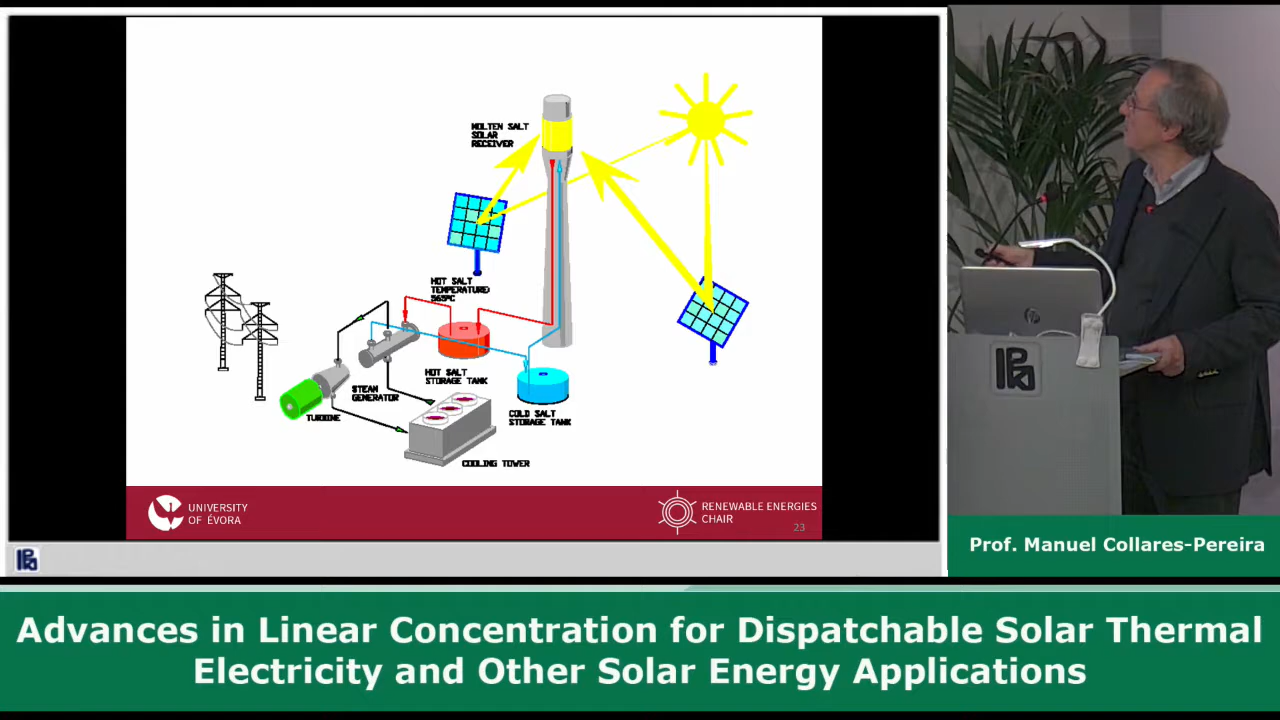 MOLTEN SALT
SOLAR
RECEIVER
HOT SALT
TEMPERATURE
565ºC
HOT SALT
STORAGE TANK
STEAM
GENERATOR
TURBINE
COLD SALT
STORAGE TANK
COOLING TOWER
UNIVERSITY
OF ÉVORA
RENEWABLE ENERGIES
CHAIR
23
Prof. Manuel Collares-Pereira
Advances in Linear Concentration for Dispatchable Solar Thermal
Electricity and Other Solar Energy Applications